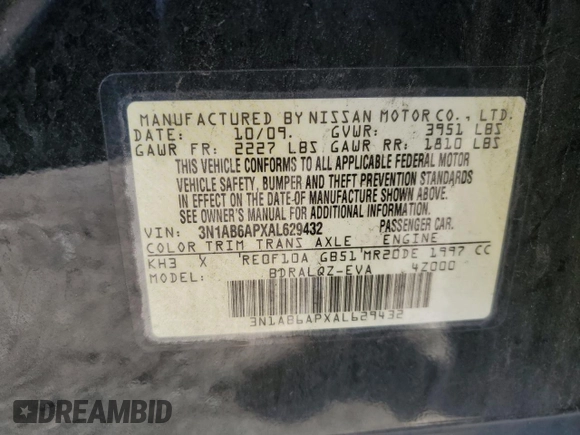 MANUFACTURED BY NISSAN MOTOR CO., LTD.
DATE: 10/09. GVWR: 3951 LBS
GAWR FR: 2227 LBS GAWR RR: 1810 LBS
THIS VEHICLE CONFORMS TO ALL APPLICABLE FEDERAL MOTOR
VEHICLE SAFETY, BUMPER AND THEFT PREVENTION STANDARDS
IN EFFECT ON THE DATE OF MANUFACTURE SHOWN ABOVE.
SEE OWNER'S MANUAL FOR ADDITIONAL INFORMATION.
VIN: 3N1AB6APXAL629432 PASSENGER CAR.
COLOR TRIM TRANS AXLE ENGINE
KH3 X RE0F10A GB51 MR20DE 1997 CC
MODEL: BDRALQZ-EVA 4Z000
3N1AB6APXAL629432
DREAMBID